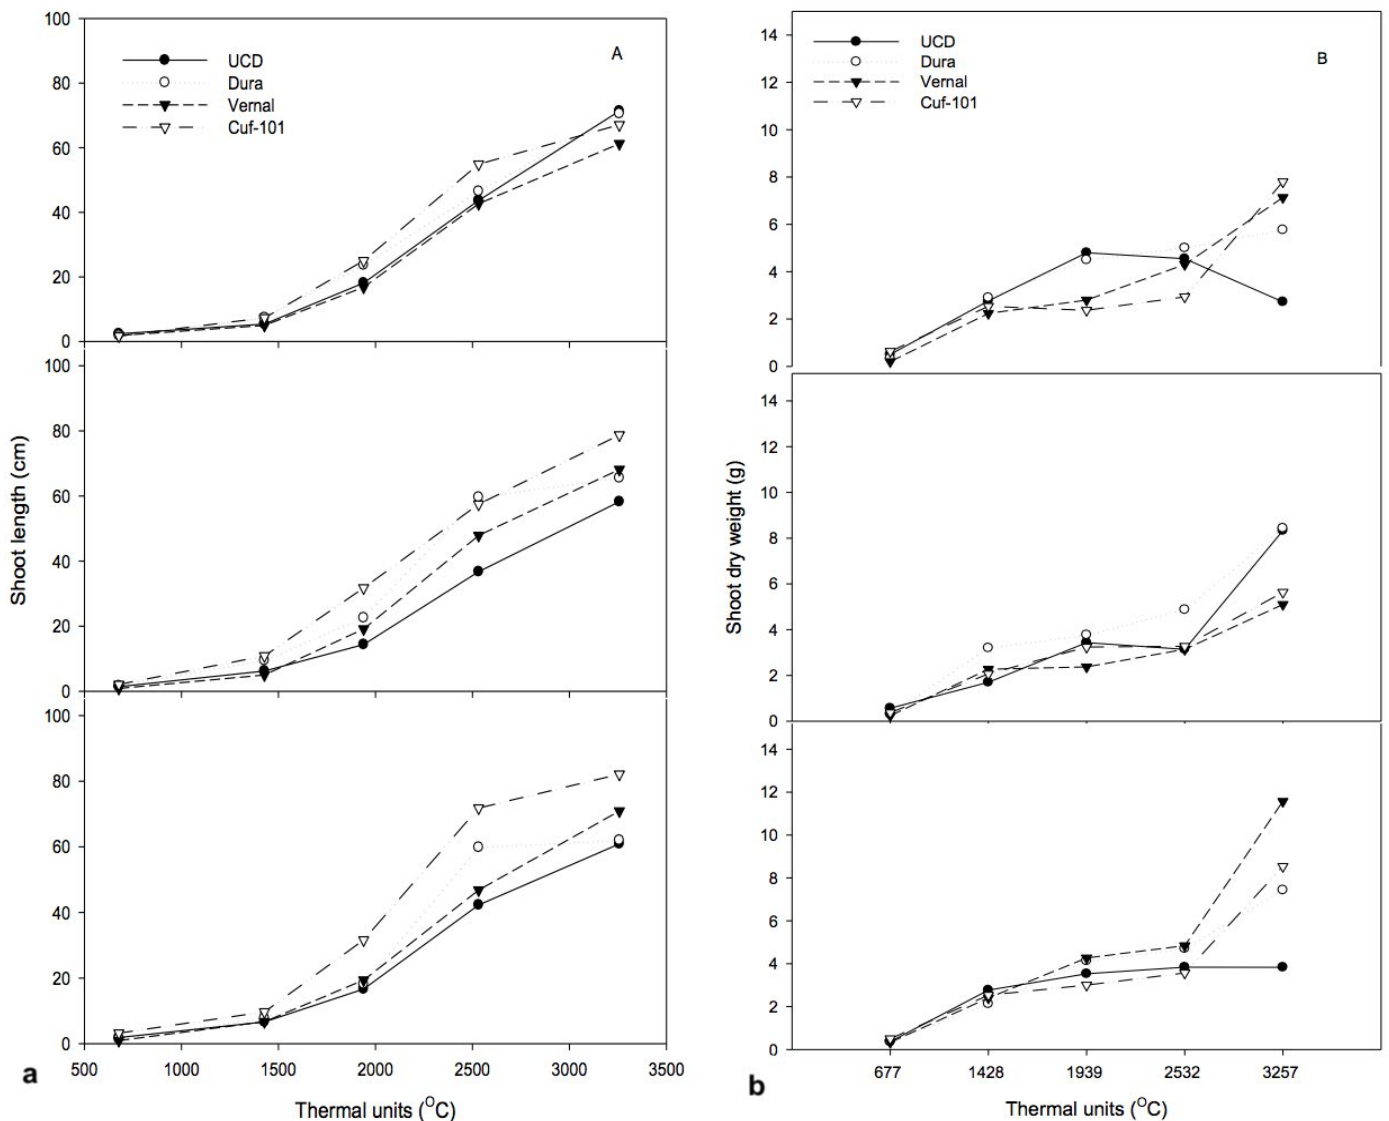 100
80
60
40
20
0
UCD
Dura
Vernal
Cuf-101
A
100
80
60
40
20
0
100
80
60
40
20
0
500 1000 1500 2000 2500 3000 3500
Shoot length (cm)
Thermal units (OC)
a
14
12
10
8
6
4
2
0
UCD
Dura
Vernal
Cuf-101
B
14
12
10
8
6
4
2
0
14
12
10
8
6
4
2
0
677 1428 1939 2532 3257
Shoot dry weight (g)
Thermal units (OC)
b